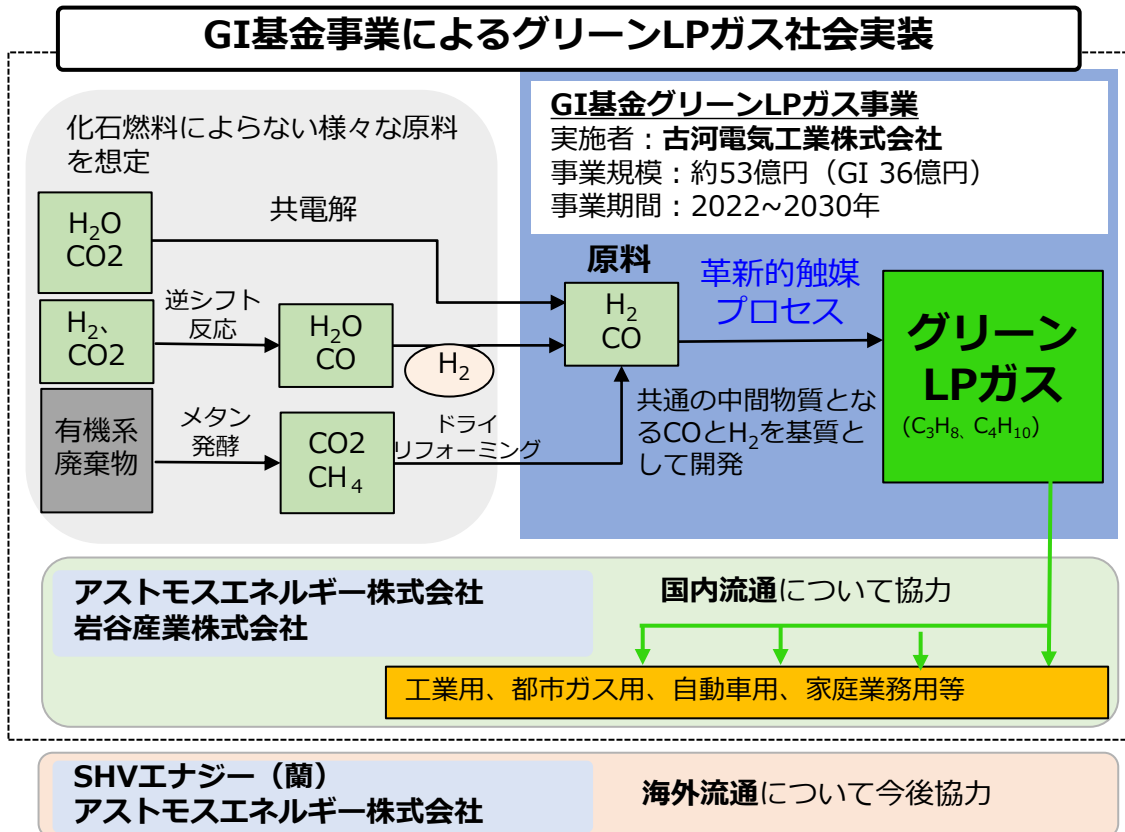 GI基金事業によるグリーンLPガス社会実装
化石燃料によらない様々な原料
を想定
GI基金グリーンLPガス事業
実施者：古河電気工業株式会社
事業規模：約53億円（GI 36億円）
事業期間：2022~2030年
H₂O
CO2
共電解
H₂、
CO2
逆シフト
反応
H₂O
CO
H₂
有機系
廃棄物
メタン
発酵
CO2
CH₄
ドライ
リフォーミング
原料
H₂
CO
革新的触媒
プロセス
共通の中間物質とな
るCOとH₂を基質と
して開発
グリーン
LPガス
（C₃H₈、C₄H₁₀）
アストモスエネルギー株式会社
岩谷産業株式会社
国内流通について協力
工業用、都市ガス用、自動車用、家庭業務用等
SHVエナジー（蘭）
アストモスエネルギー株式会社
海外流通について今後協力